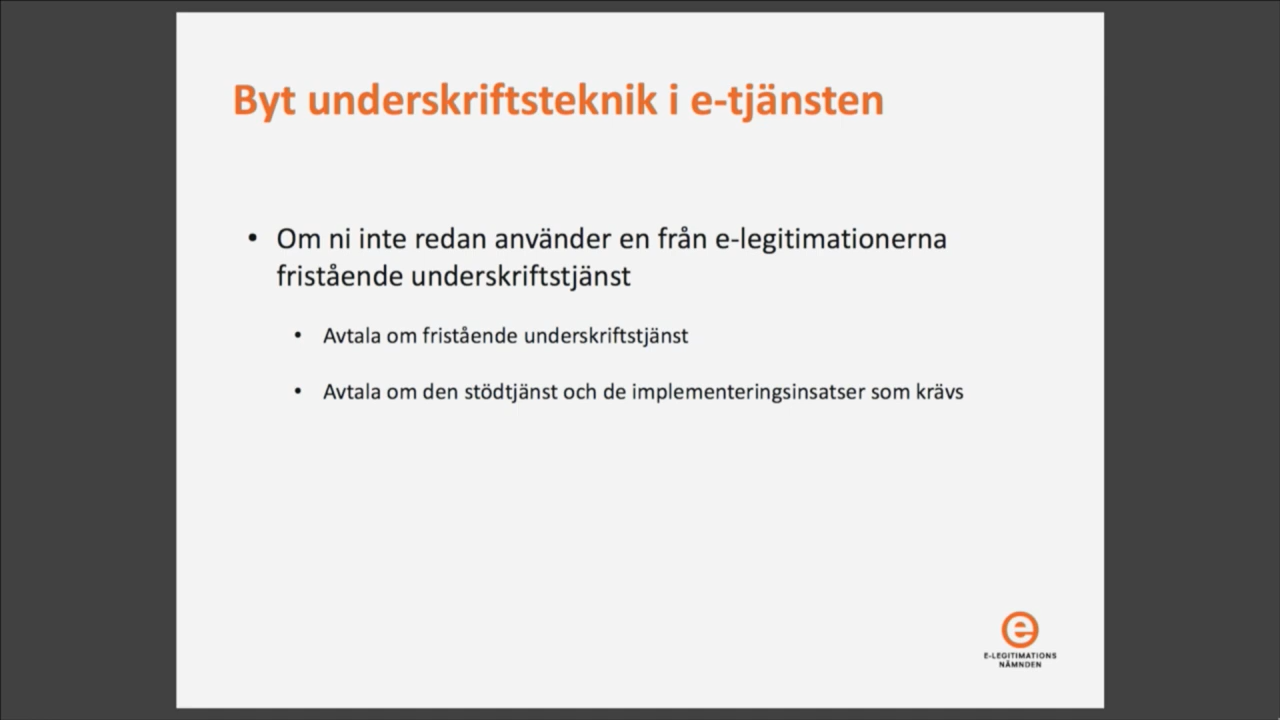 Byt underskriftsteknik i e-tjänsten
• Om ni inte redan använder en från e-legitimationerna
fristående underskriftstjänst
• Avtala om fristående underskriftstjänst
• Avtala om den stödtjänst och de implementeringsinsatser som krävs
e
E-LEGITIMATIONS
NÄMNDEN